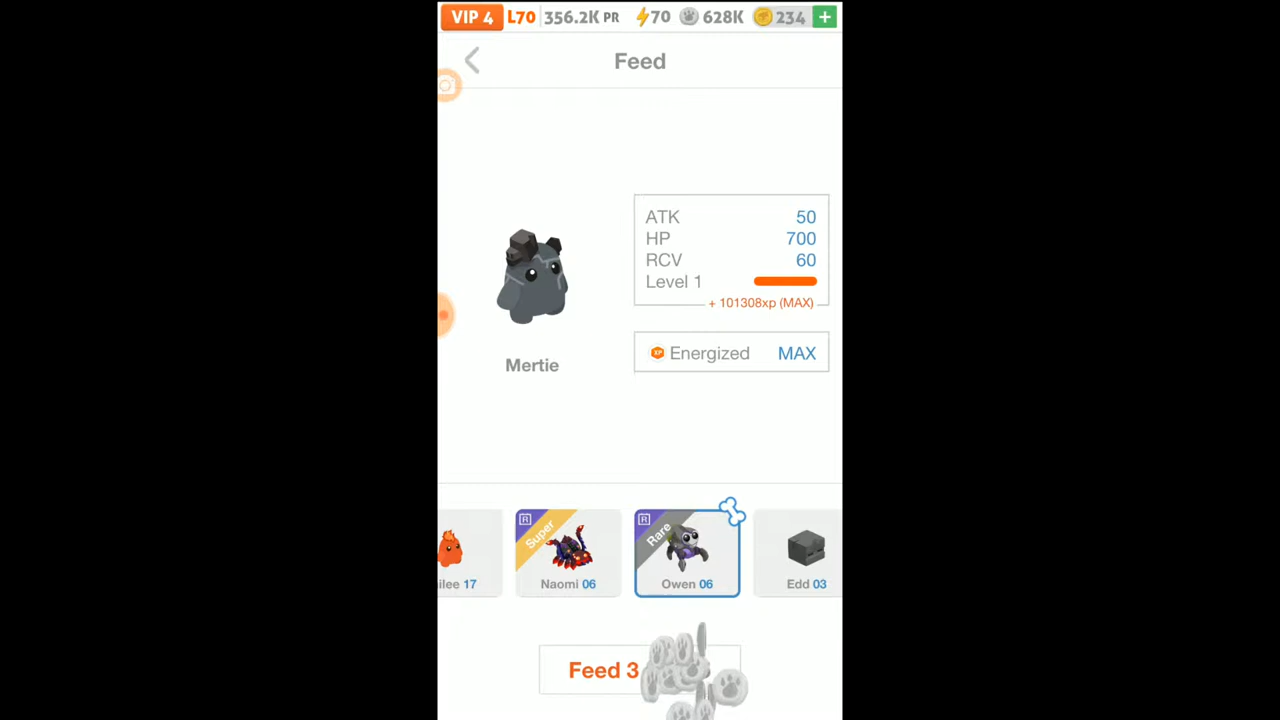 VIP 4 L70 356.2K PR 70 628K 234 +
Feed
ATK 50
HP 700
RCV 60
Level 1
+ 101308xp (MAX)
XP Energized MAX
Mertie
R Super R Rare
ilee 17 Naomi 06 Owen 06 Edd 03
Feed 3